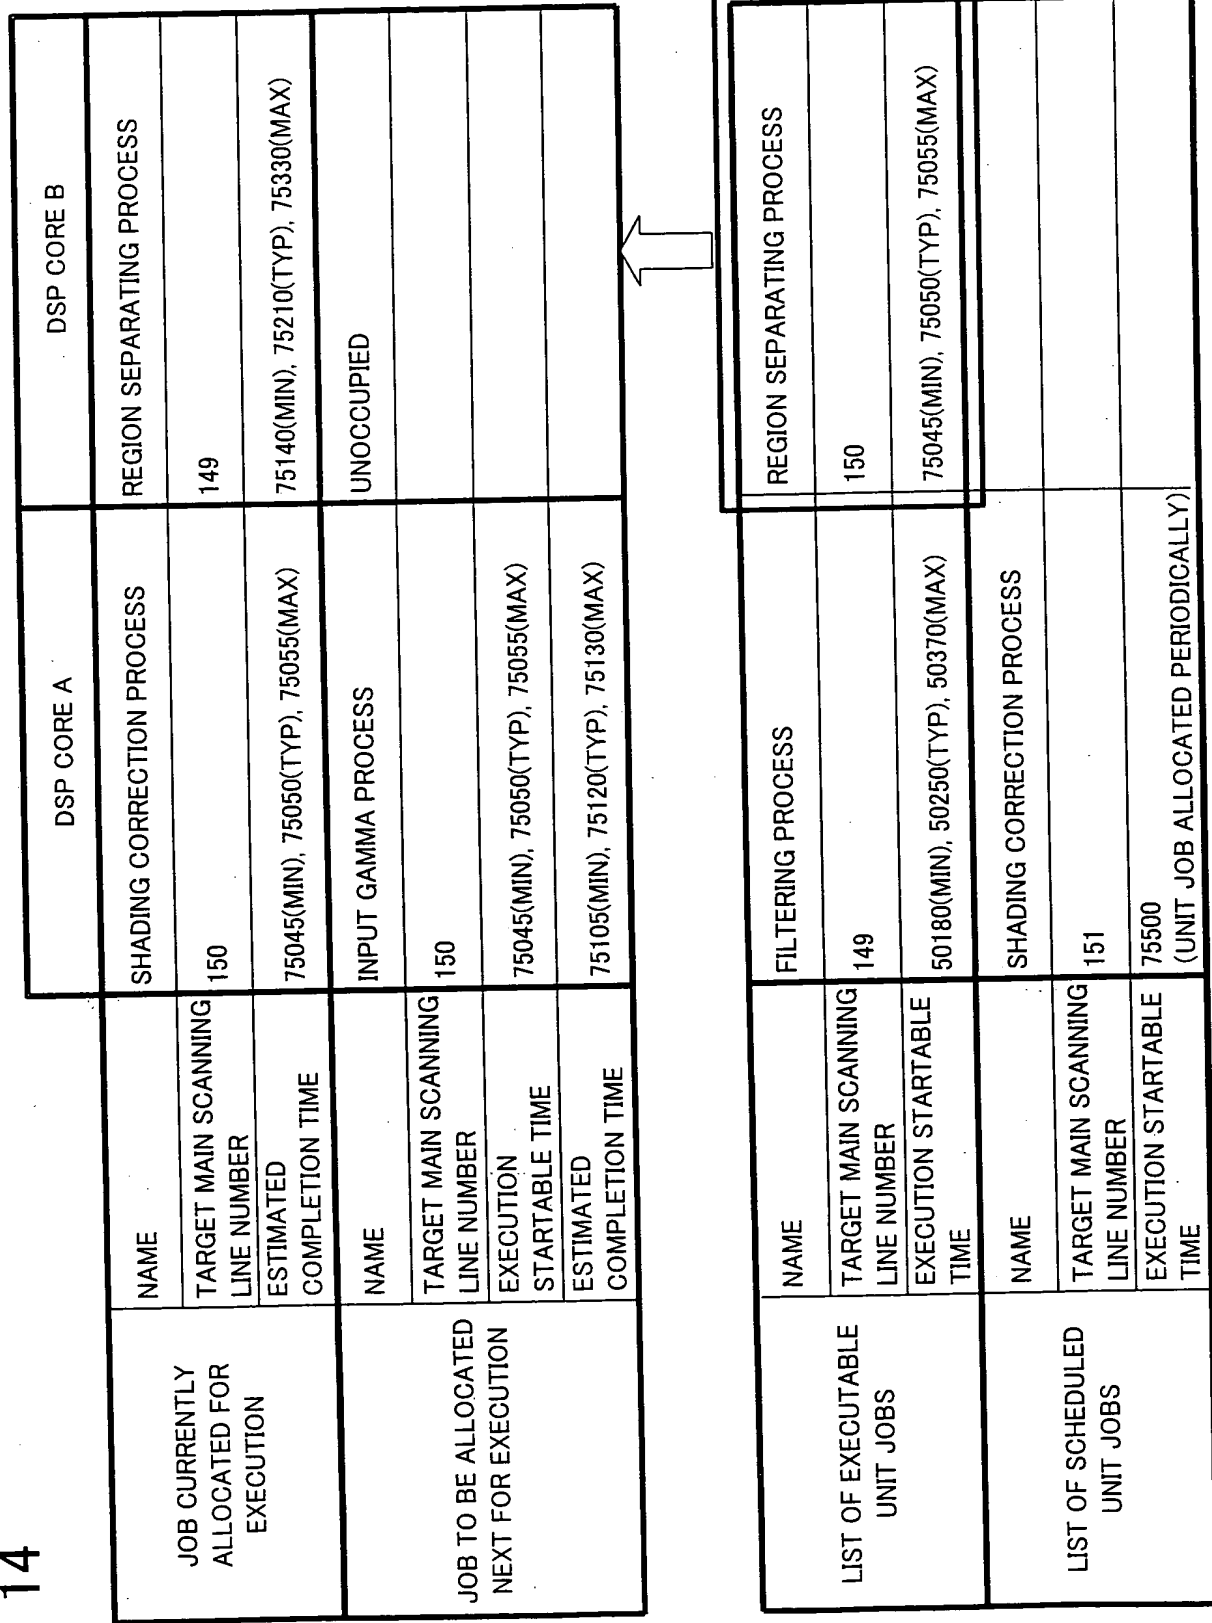 14
DSP CORE A
DSP CORE B
JOB CURRENTLY
ALLOCATED FOR
EXECUTION
NAME
SHADING CORRECTION PROCESS
REGION SEPARATING PROCESS
TARGET MAIN SCANNING
LINE NUMBER
150
149
ESTIMATED
COMPLETION TIME
75045(MIN), 75050(TYP), 75055(MAX)
75140(MIN), 75210(TYP), 75330(MAX)
JOB TO BE ALLOCATED
NEXT FOR EXECUTION
NAME
INPUT GAMMA PROCESS
UNOCCUPIED
TARGET MAIN SCANNING
LINE NUMBER
150
EXECUTION
STARTABLE TIME
75045(MIN), 75050(TYP), 75055(MAX)
ESTIMATED
COMPLETION TIME
75105(MIN), 75120(TYP), 75130(MAX)
LIST OF EXECUTABLE
UNIT JOBS
NAME
FILTERING PROCESS
REGION SEPARATING PROCESS
TARGET MAIN SCANNING
LINE NUMBER
149
150
EXECUTION STARTABLE
TIME
50180(MIN), 50250(TYP), 50370(MAX)
75045(MIN), 75050(TYP), 75055(MAX)
LIST OF SCHEDULED
UNIT JOBS
NAME
SHADING CORRECTION PROCESS
TARGET MAIN SCANNING
LINE NUMBER
151
EXECUTION STARTABLE
TIME
75500
(UNIT JOB ALLOCATED PERIODICALLY)